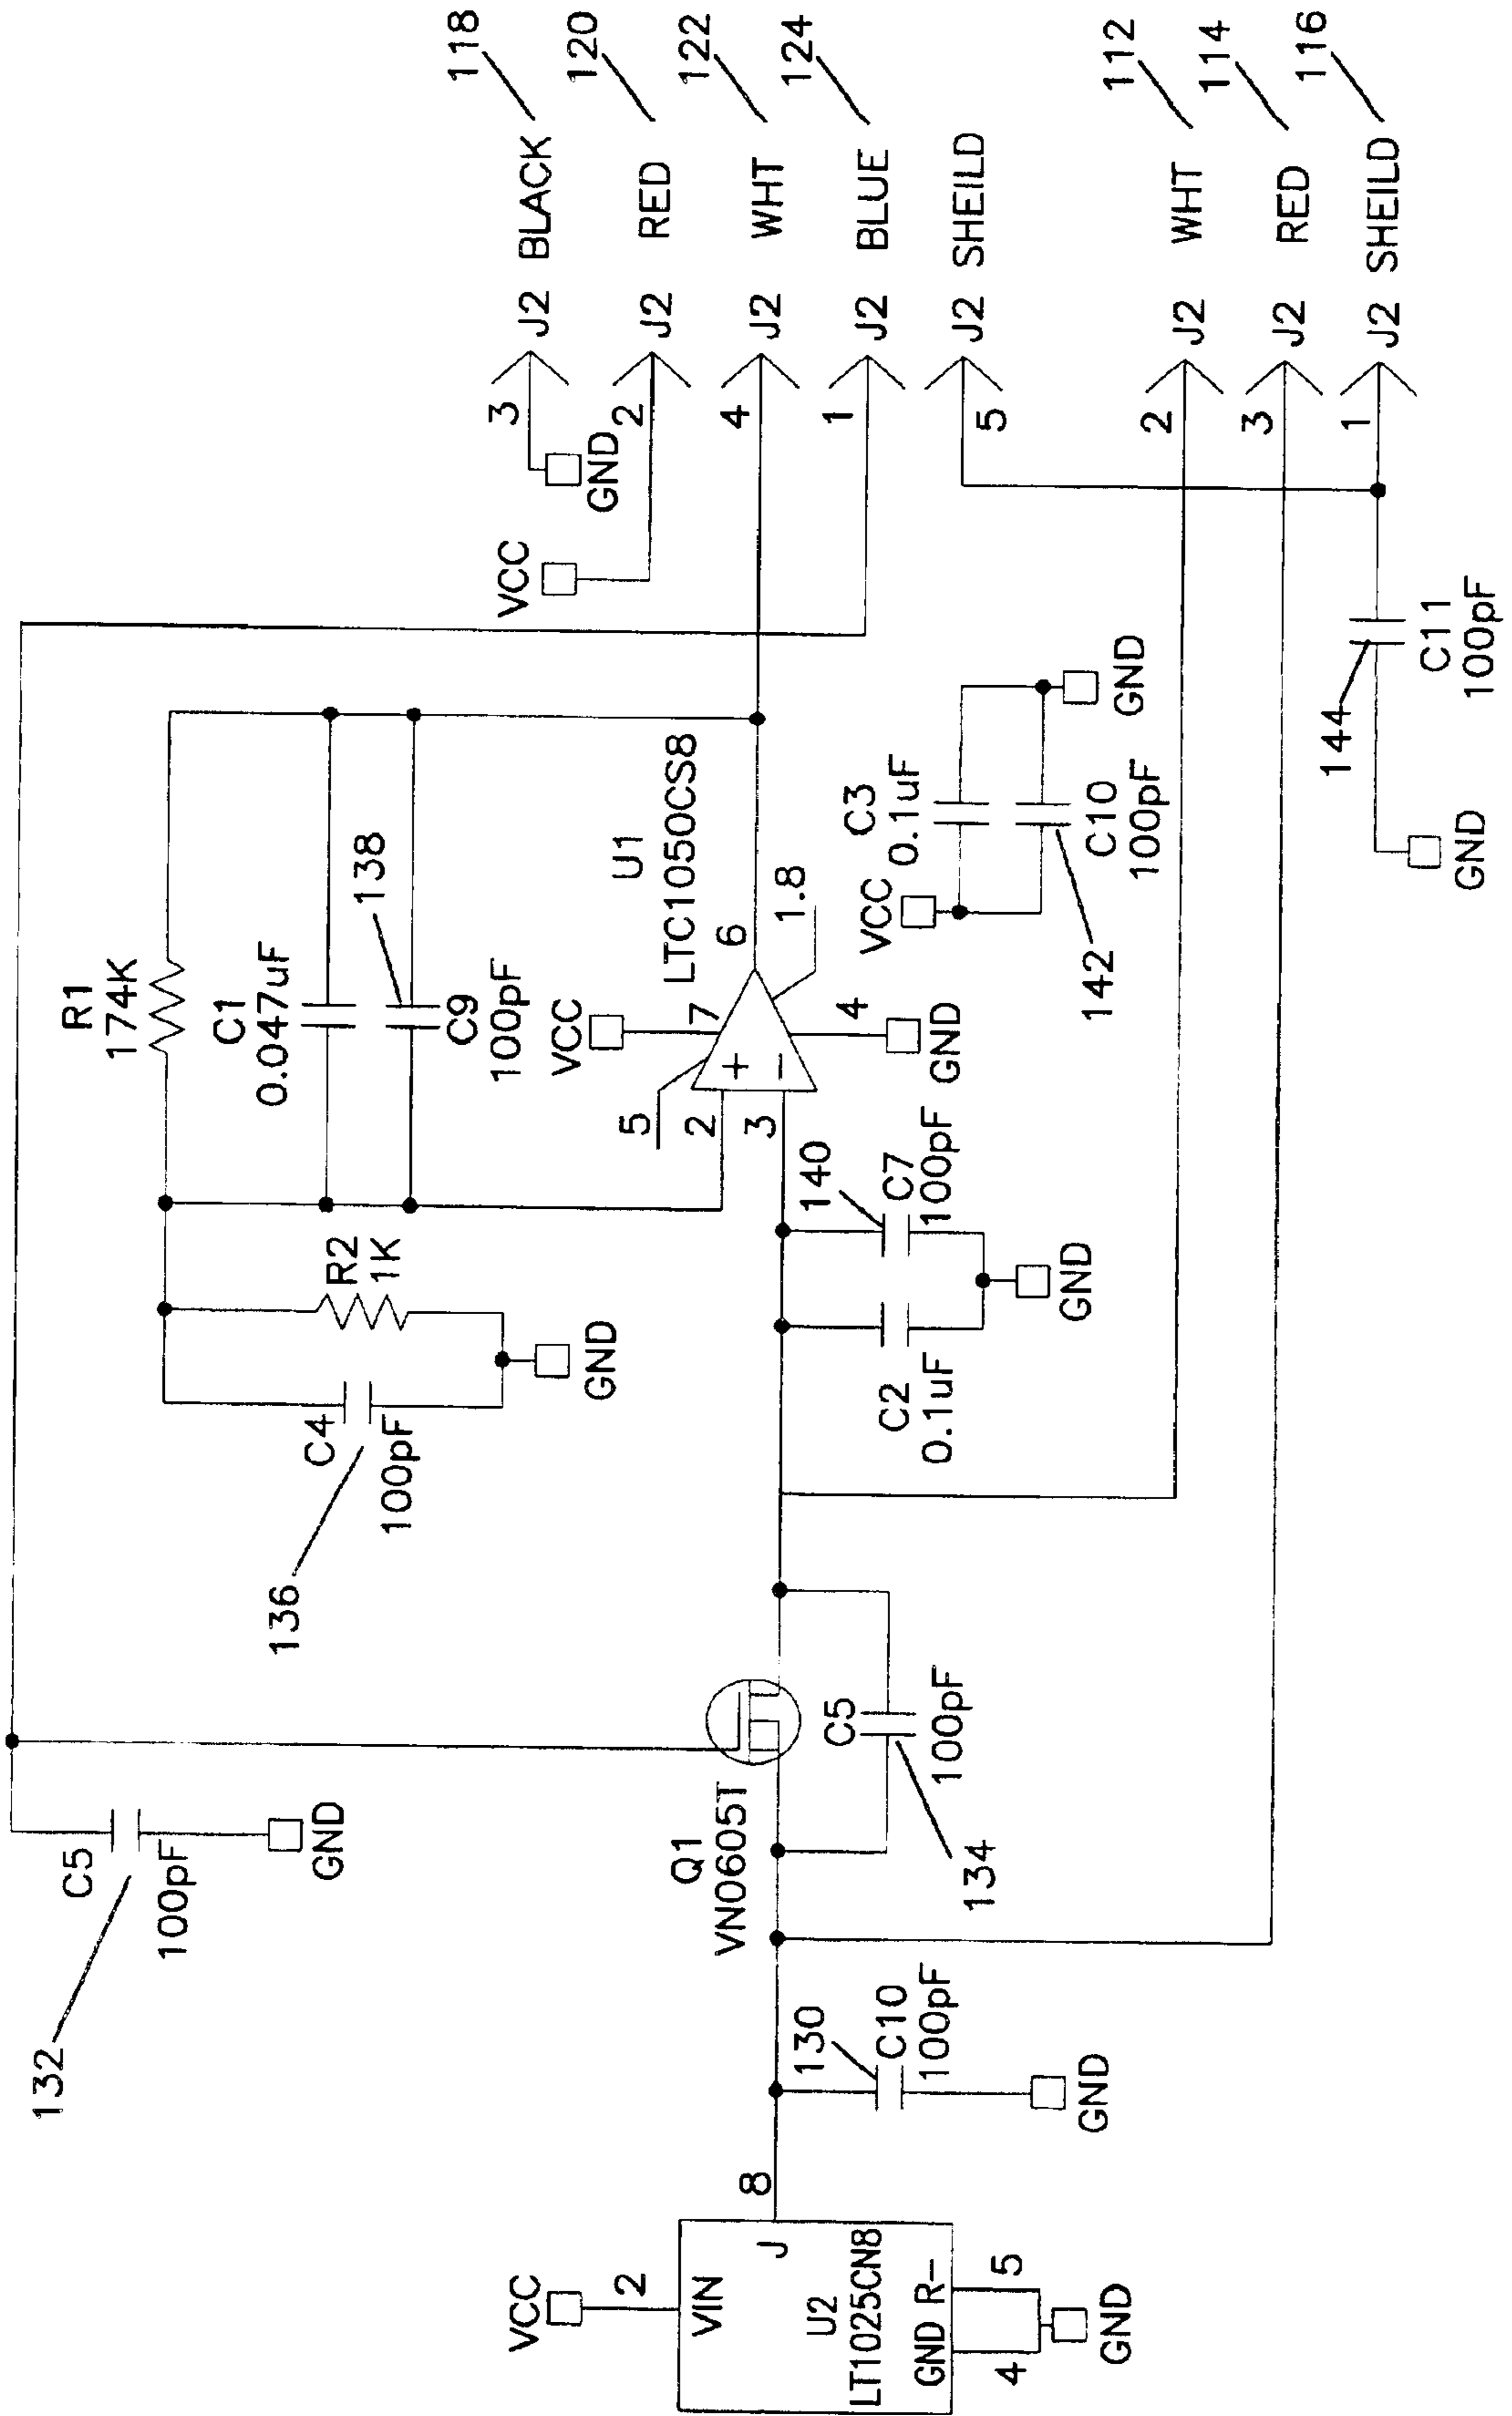 132
C5
100pF
GND
136
C4
100pF
R2
1K
GND
R1
174K
C1
0.047uF
138
C9
100pF
VCC
5
7
2
+
3
−
4
GND
6
1.8
U1
LTC1050CS8
VCC
GND
3
J2 BLACK
118
2
J2 RED
120
4
J2 WHT
122
1
J2 BLUE
124
5
J2 SHEILD
VCC
2
VIN
J
8
U2
LT1025CN8
GND R−
4
5
GND
130
C10
100pF
GND
Q1
VN0605T
C5
100pF
134
C2
0.1uF
140
C7
100pF
GND
VCC
C3
0.1uF
C10
100pF
142
GND
2
J2 WHT
112
3
J2 RED
114
1
J2 SHEILD
116
144
C11
100pF
GND